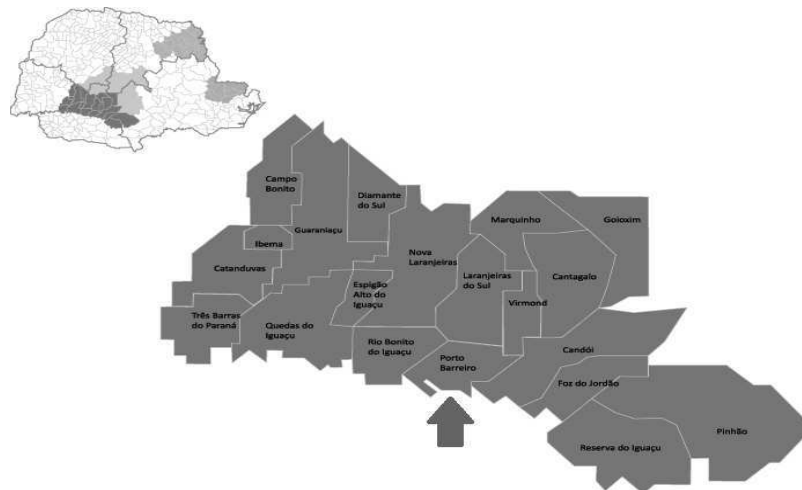 Campo
Bonito
Diamante
do Sul
Guaraniaçu
Marquinho
Goioxim
Ibema
Nova
Laranjeiras
Catanduvas
Laranjeiras
do Sul
Cantagalo
Espigão
Alto do
Iguaçu
Virmond
Três Barras
do Paraná
Quedas do
Iguaçu
Rio Bonito
do Iguaçu
Porto
Barreiro
Candói
Foz do Jordão
Pinhão
Reserva do Iguaçu